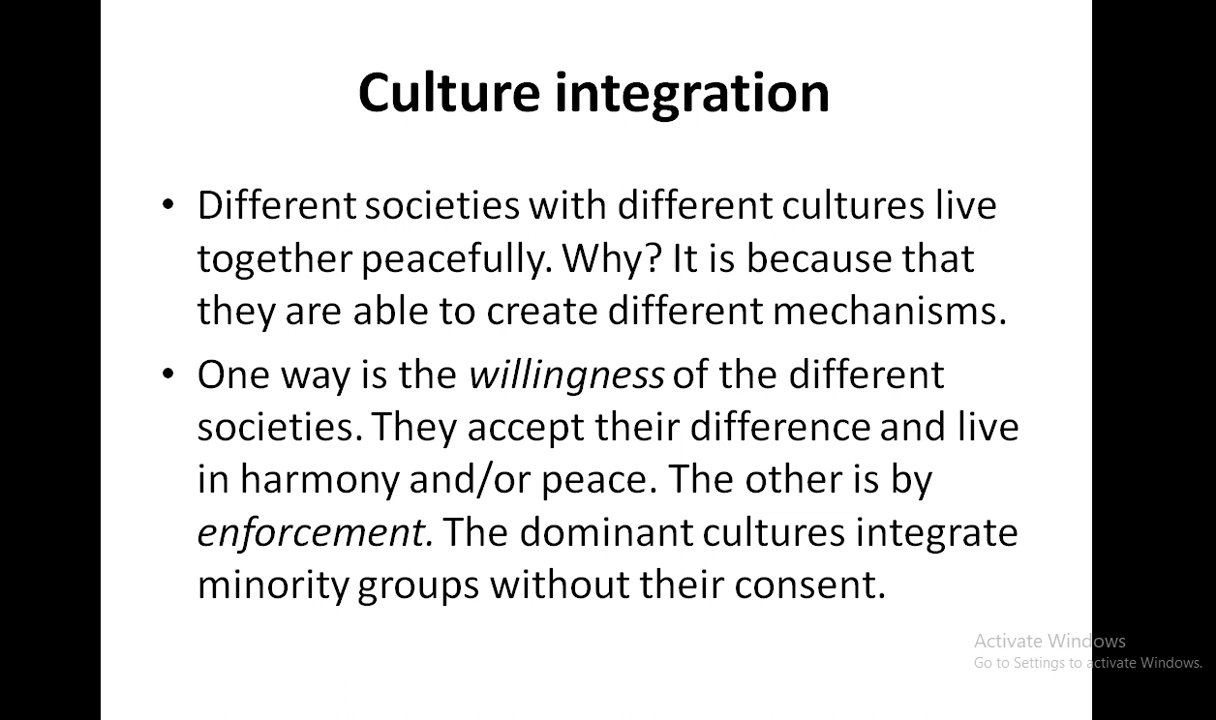 Culture integration
• Different societies with different cultures live
together peacefully. Why? It is because that
they are able to create different mechanisms.
• One way is the willingness of the different
societies. They accept their difference and live
in harmony and/or peace. The other is by
enforcement. The dominant cultures integrate
minority groups without their consent.
Activate Windows
Go to Settings to activate Windows.